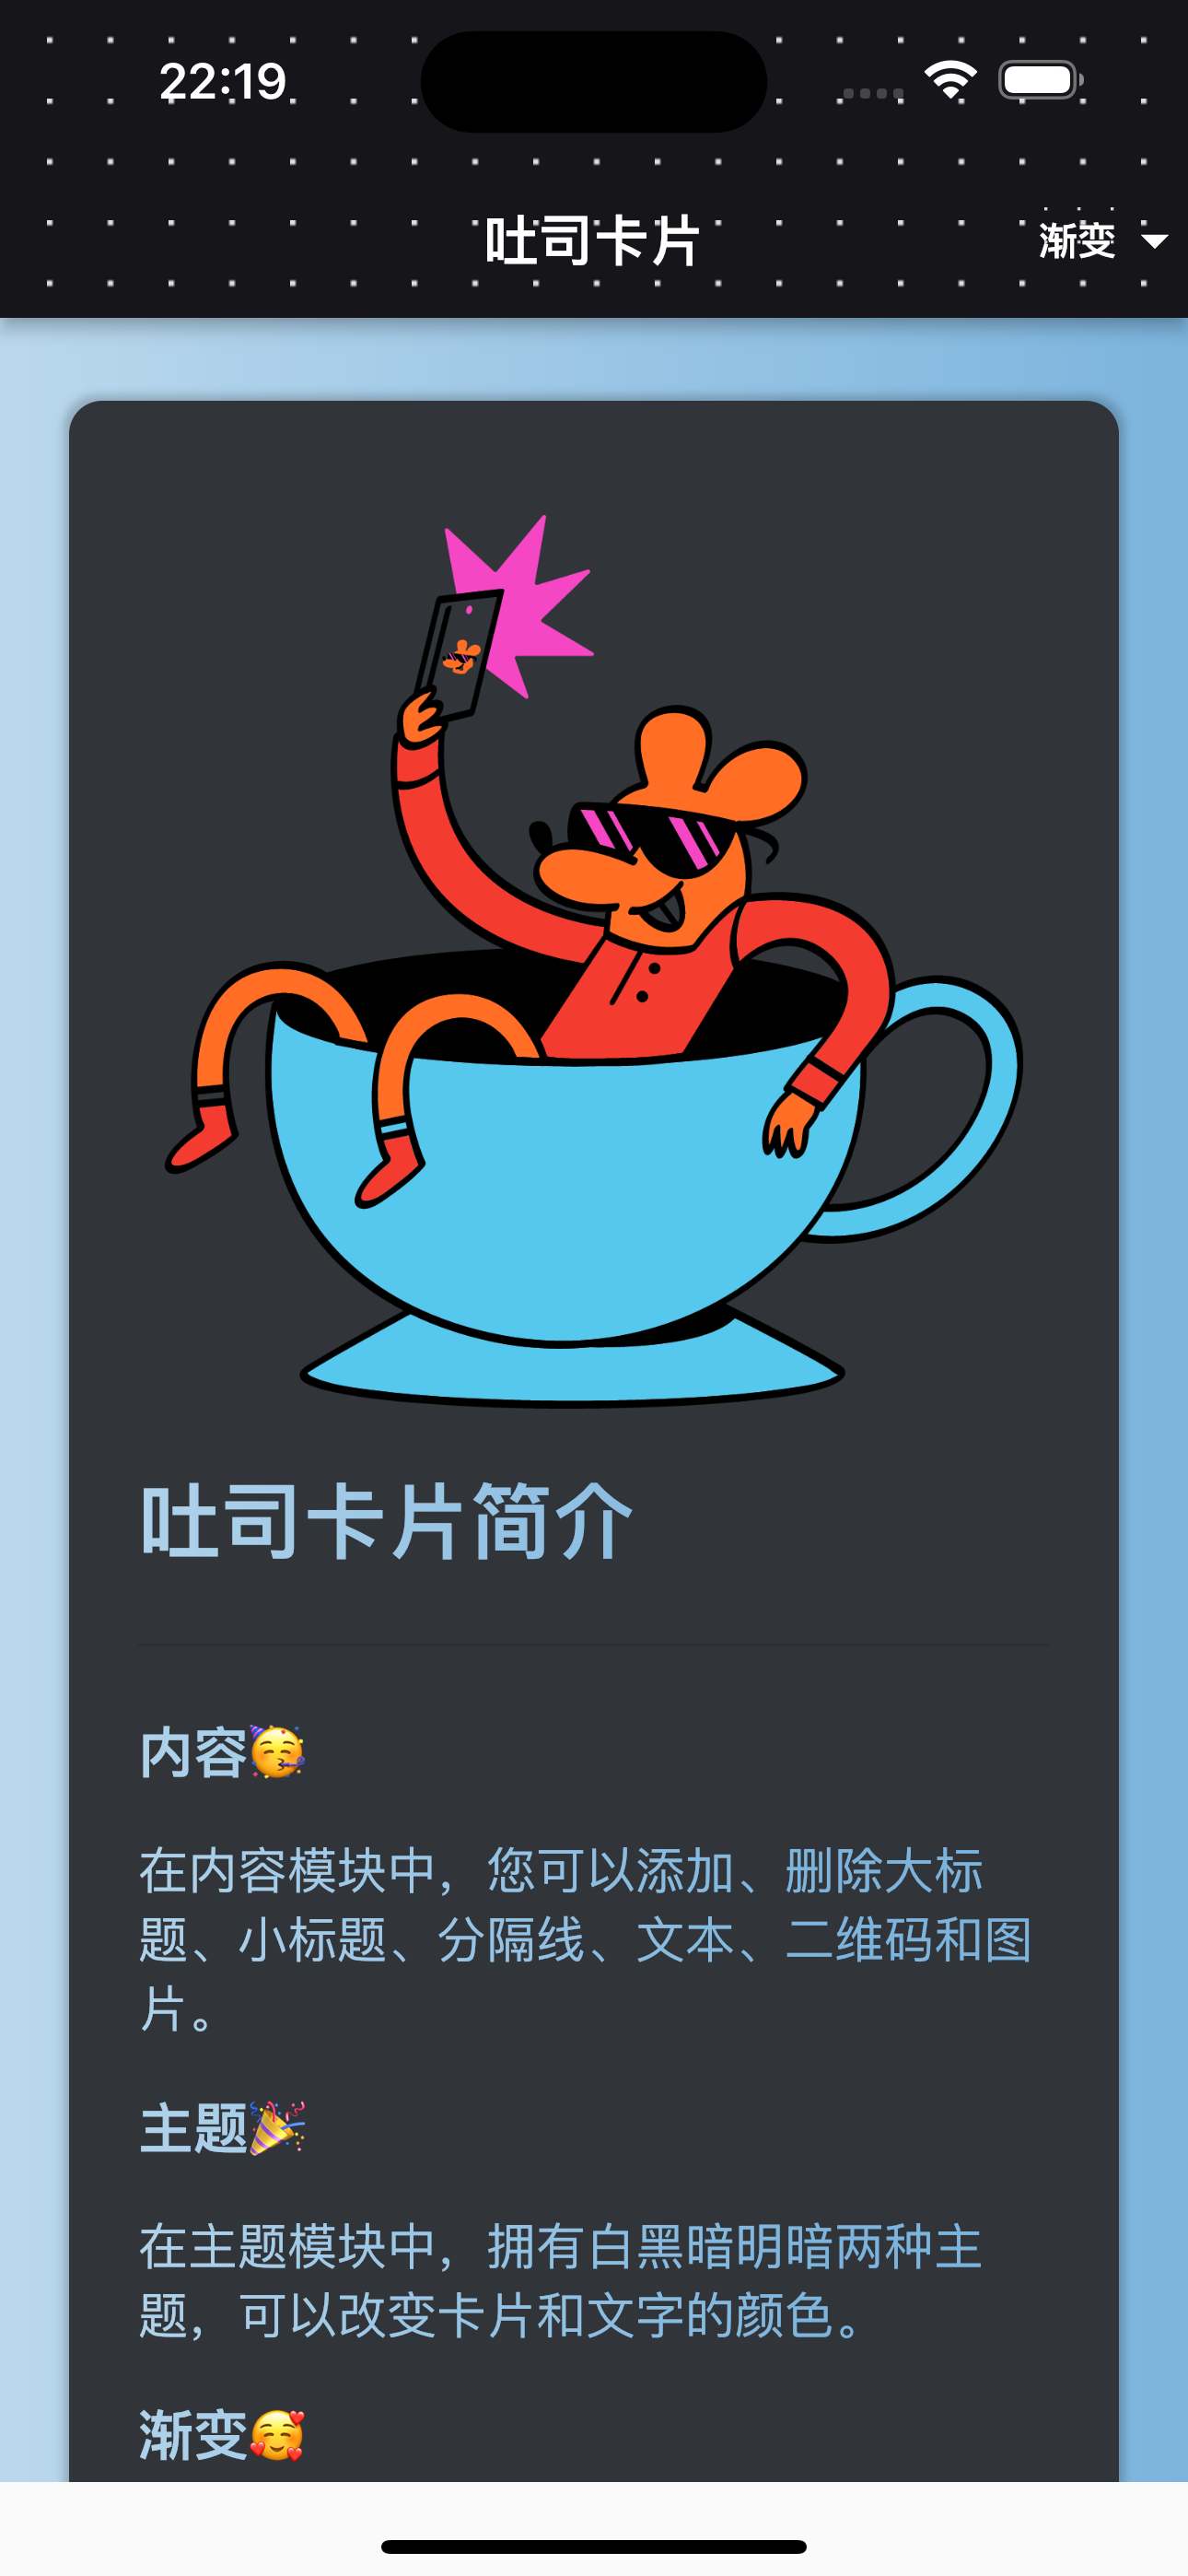 22:19
吐司卡片
渐变
吐司卡片简介
内容🥳
在内容模块中，您可以添加、删除大标
题、小标题、分隔线、文本、二维码和图
片。
主题🎉
在主题模块中，拥有白黑暗明暗两种主
题，可以改变卡片和文字的颜色。
渐变🥰